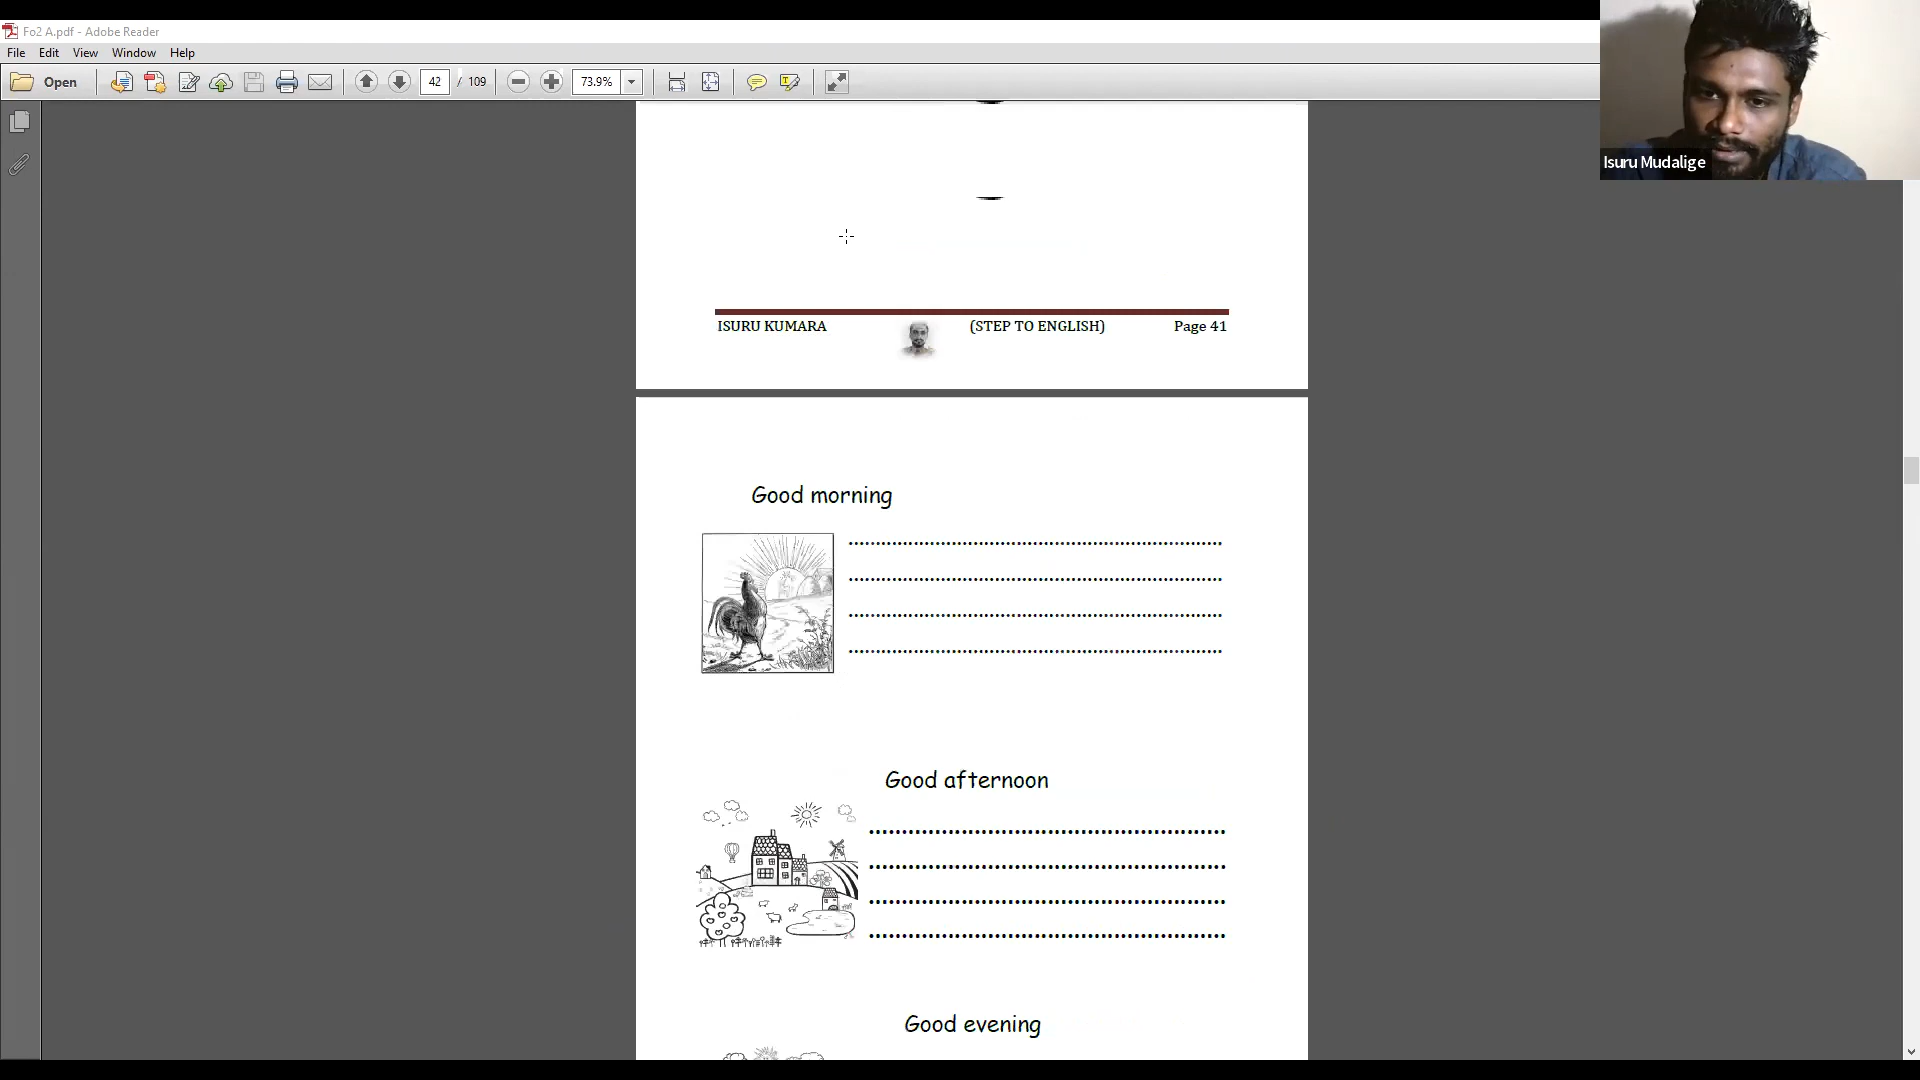 Fo2 A.pdf - Adobe Reader
File Edit View Window Help
Open 42 / 109 73.9%
Isuru Mudalige
ISURU KUMARA (STEP TO ENGLISH) Page 41
Good morning
Good afternoon
Good evening